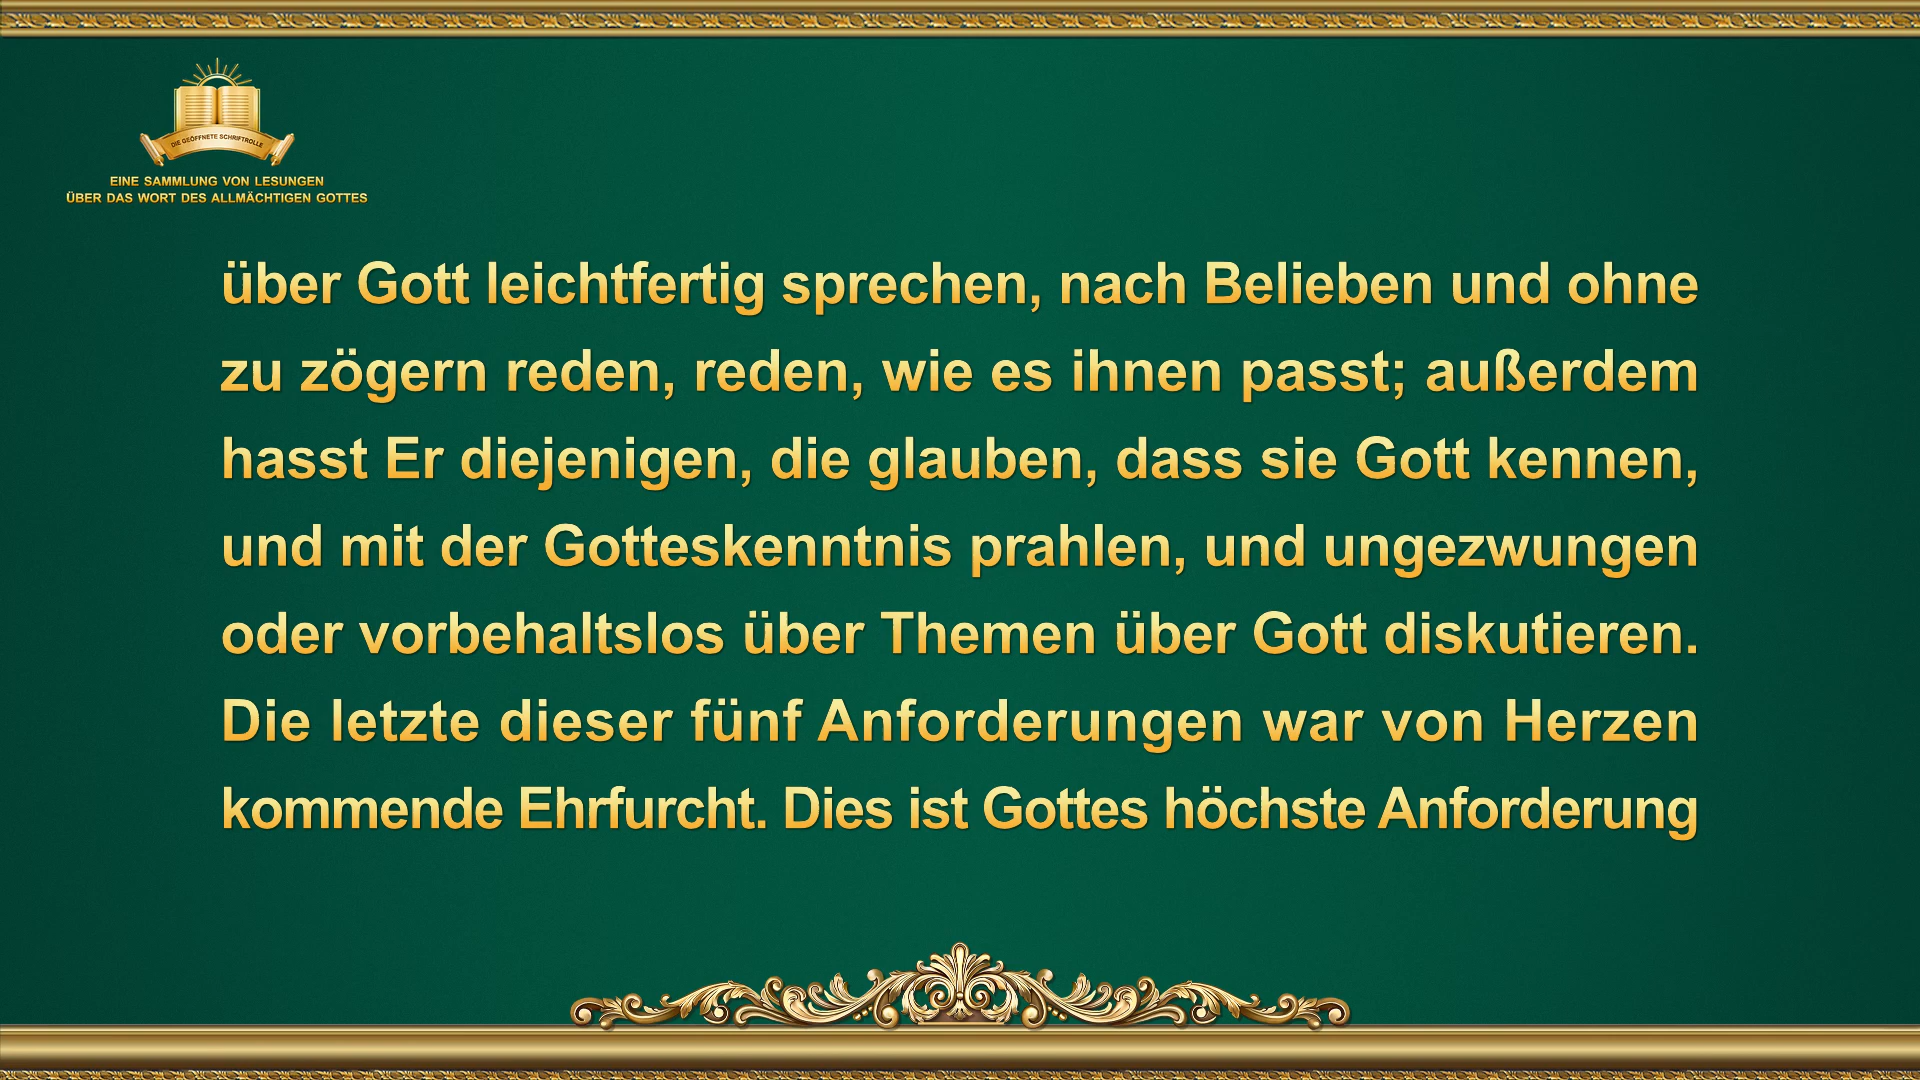 DIE GEÖFFNETE SCHRIFTROLLE
EINE SAMMLUNG VON LESUNGEN
ÜBER DAS WORT DES ALLMÄCHTIGEN GOTTES
über Gott leichtfertig sprechen, nach Belieben und ohne
zu zögern reden, reden, wie es ihnen passt; außerdem
hasst Er diejenigen, die glauben, dass sie Gott kennen,
und mit der Gotteskenntnis prahlen, und ungezwungen
oder vorbehaltslos über Themen über Gott diskutieren.
Die letzte dieser fünf Anforderungen war von Herzen
kommende Ehrfurcht. Dies ist Gottes höchste Anforderung